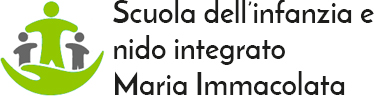 Scuola dell'infanzia e
nido integrato
Maria Immacolata